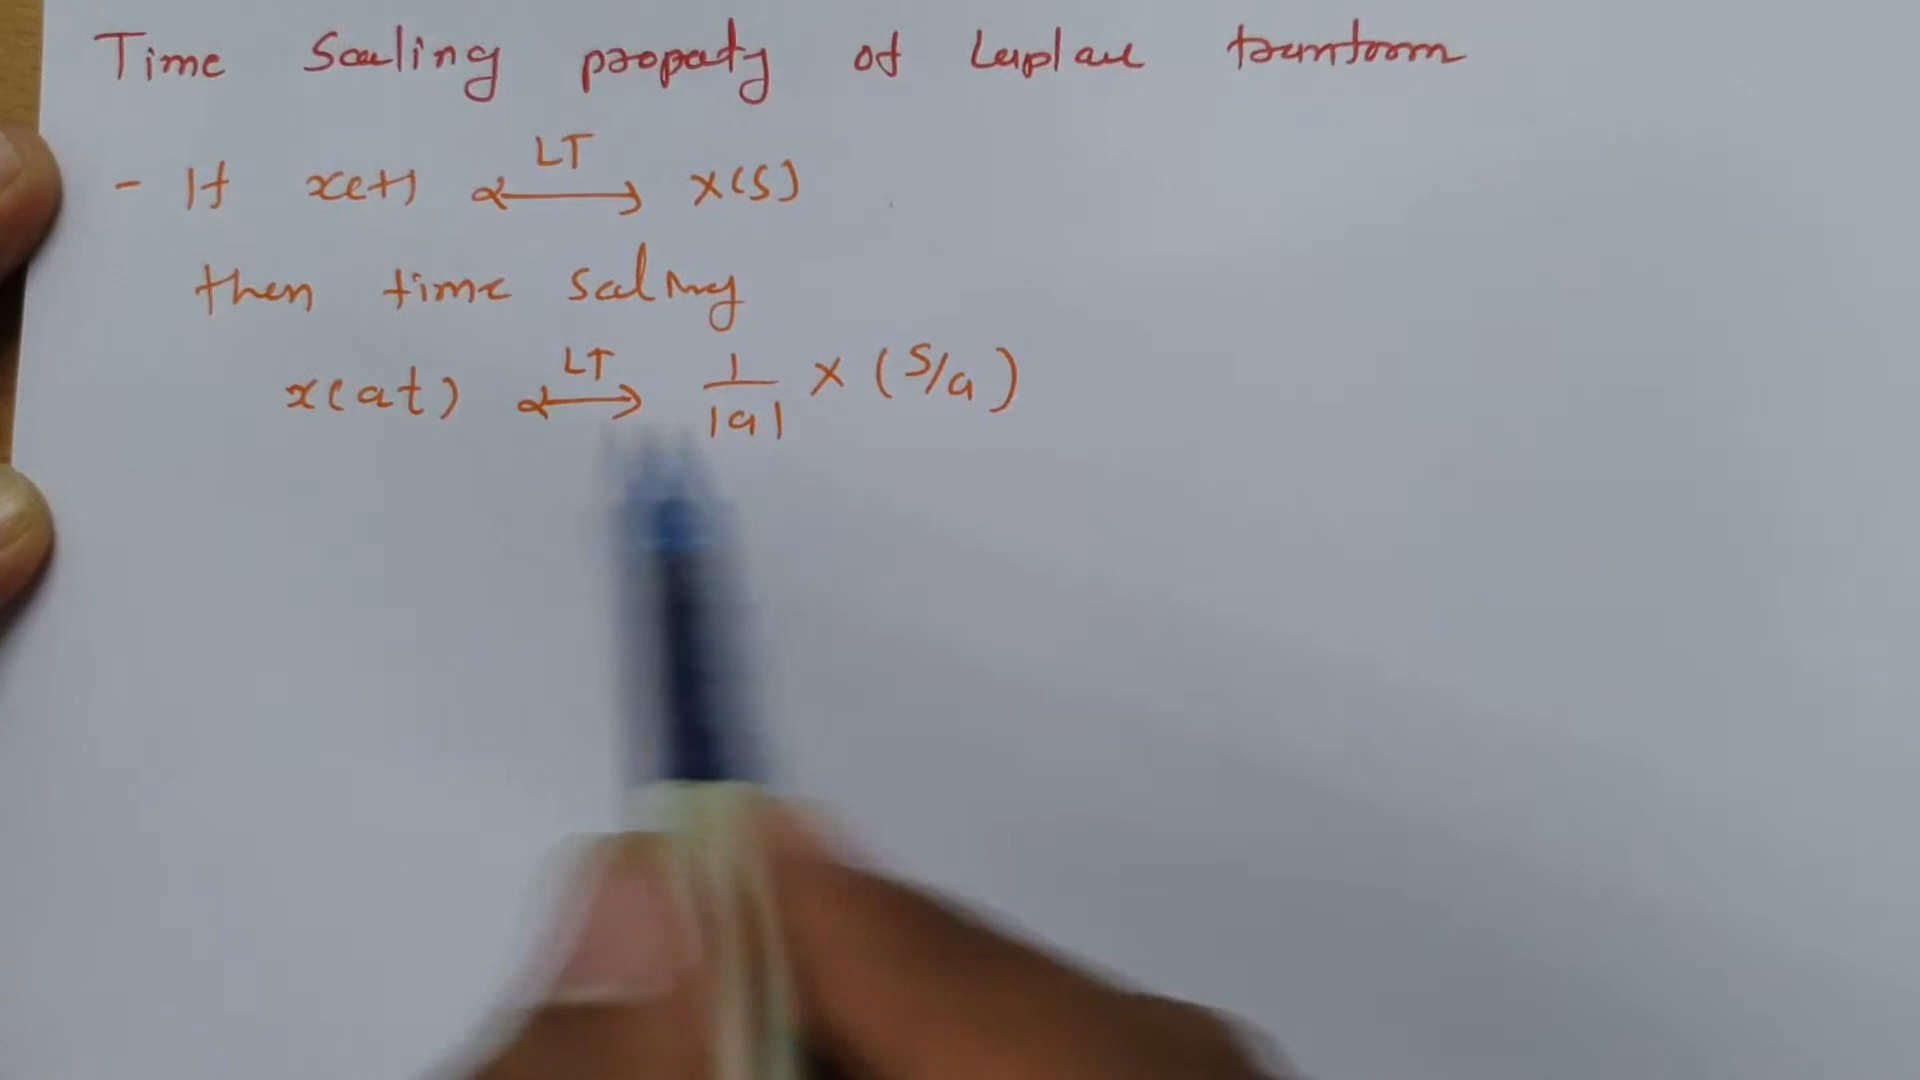 Time Scaling property of Laplace transform
- If x(t) LT ⟷ X(S)
then time scaling
x(at) LT ⟷ 1/|a| X (S/a)